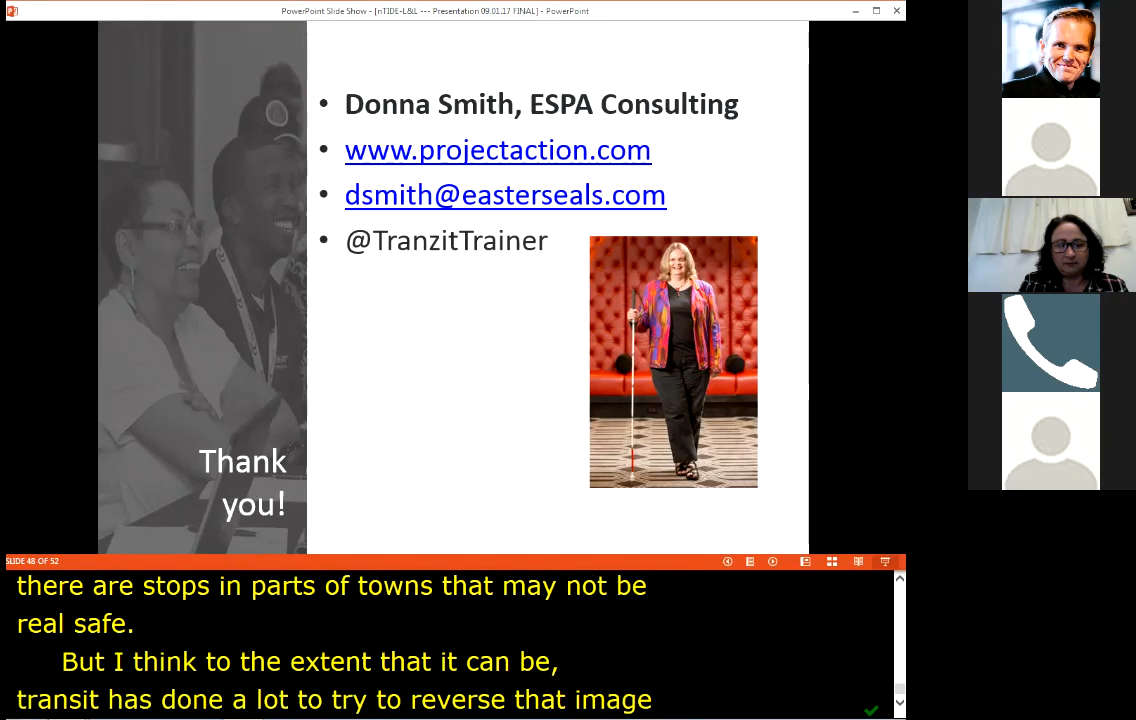 PowerPoint Slide Show - [nTIDE-L&L --- Presentation 09.01.17 FINAL] - PowerPoint
• Donna Smith, ESPA Consulting
• www.projectaction.com
• dsmith@easterseals.com
• @TranzitTrainer
Thank
you!
SLIDE 48 OF 52
there are stops in parts of towns that may not be
real safe.
But I think to the extent that it can be,
transit has done a lot to try to reverse that image